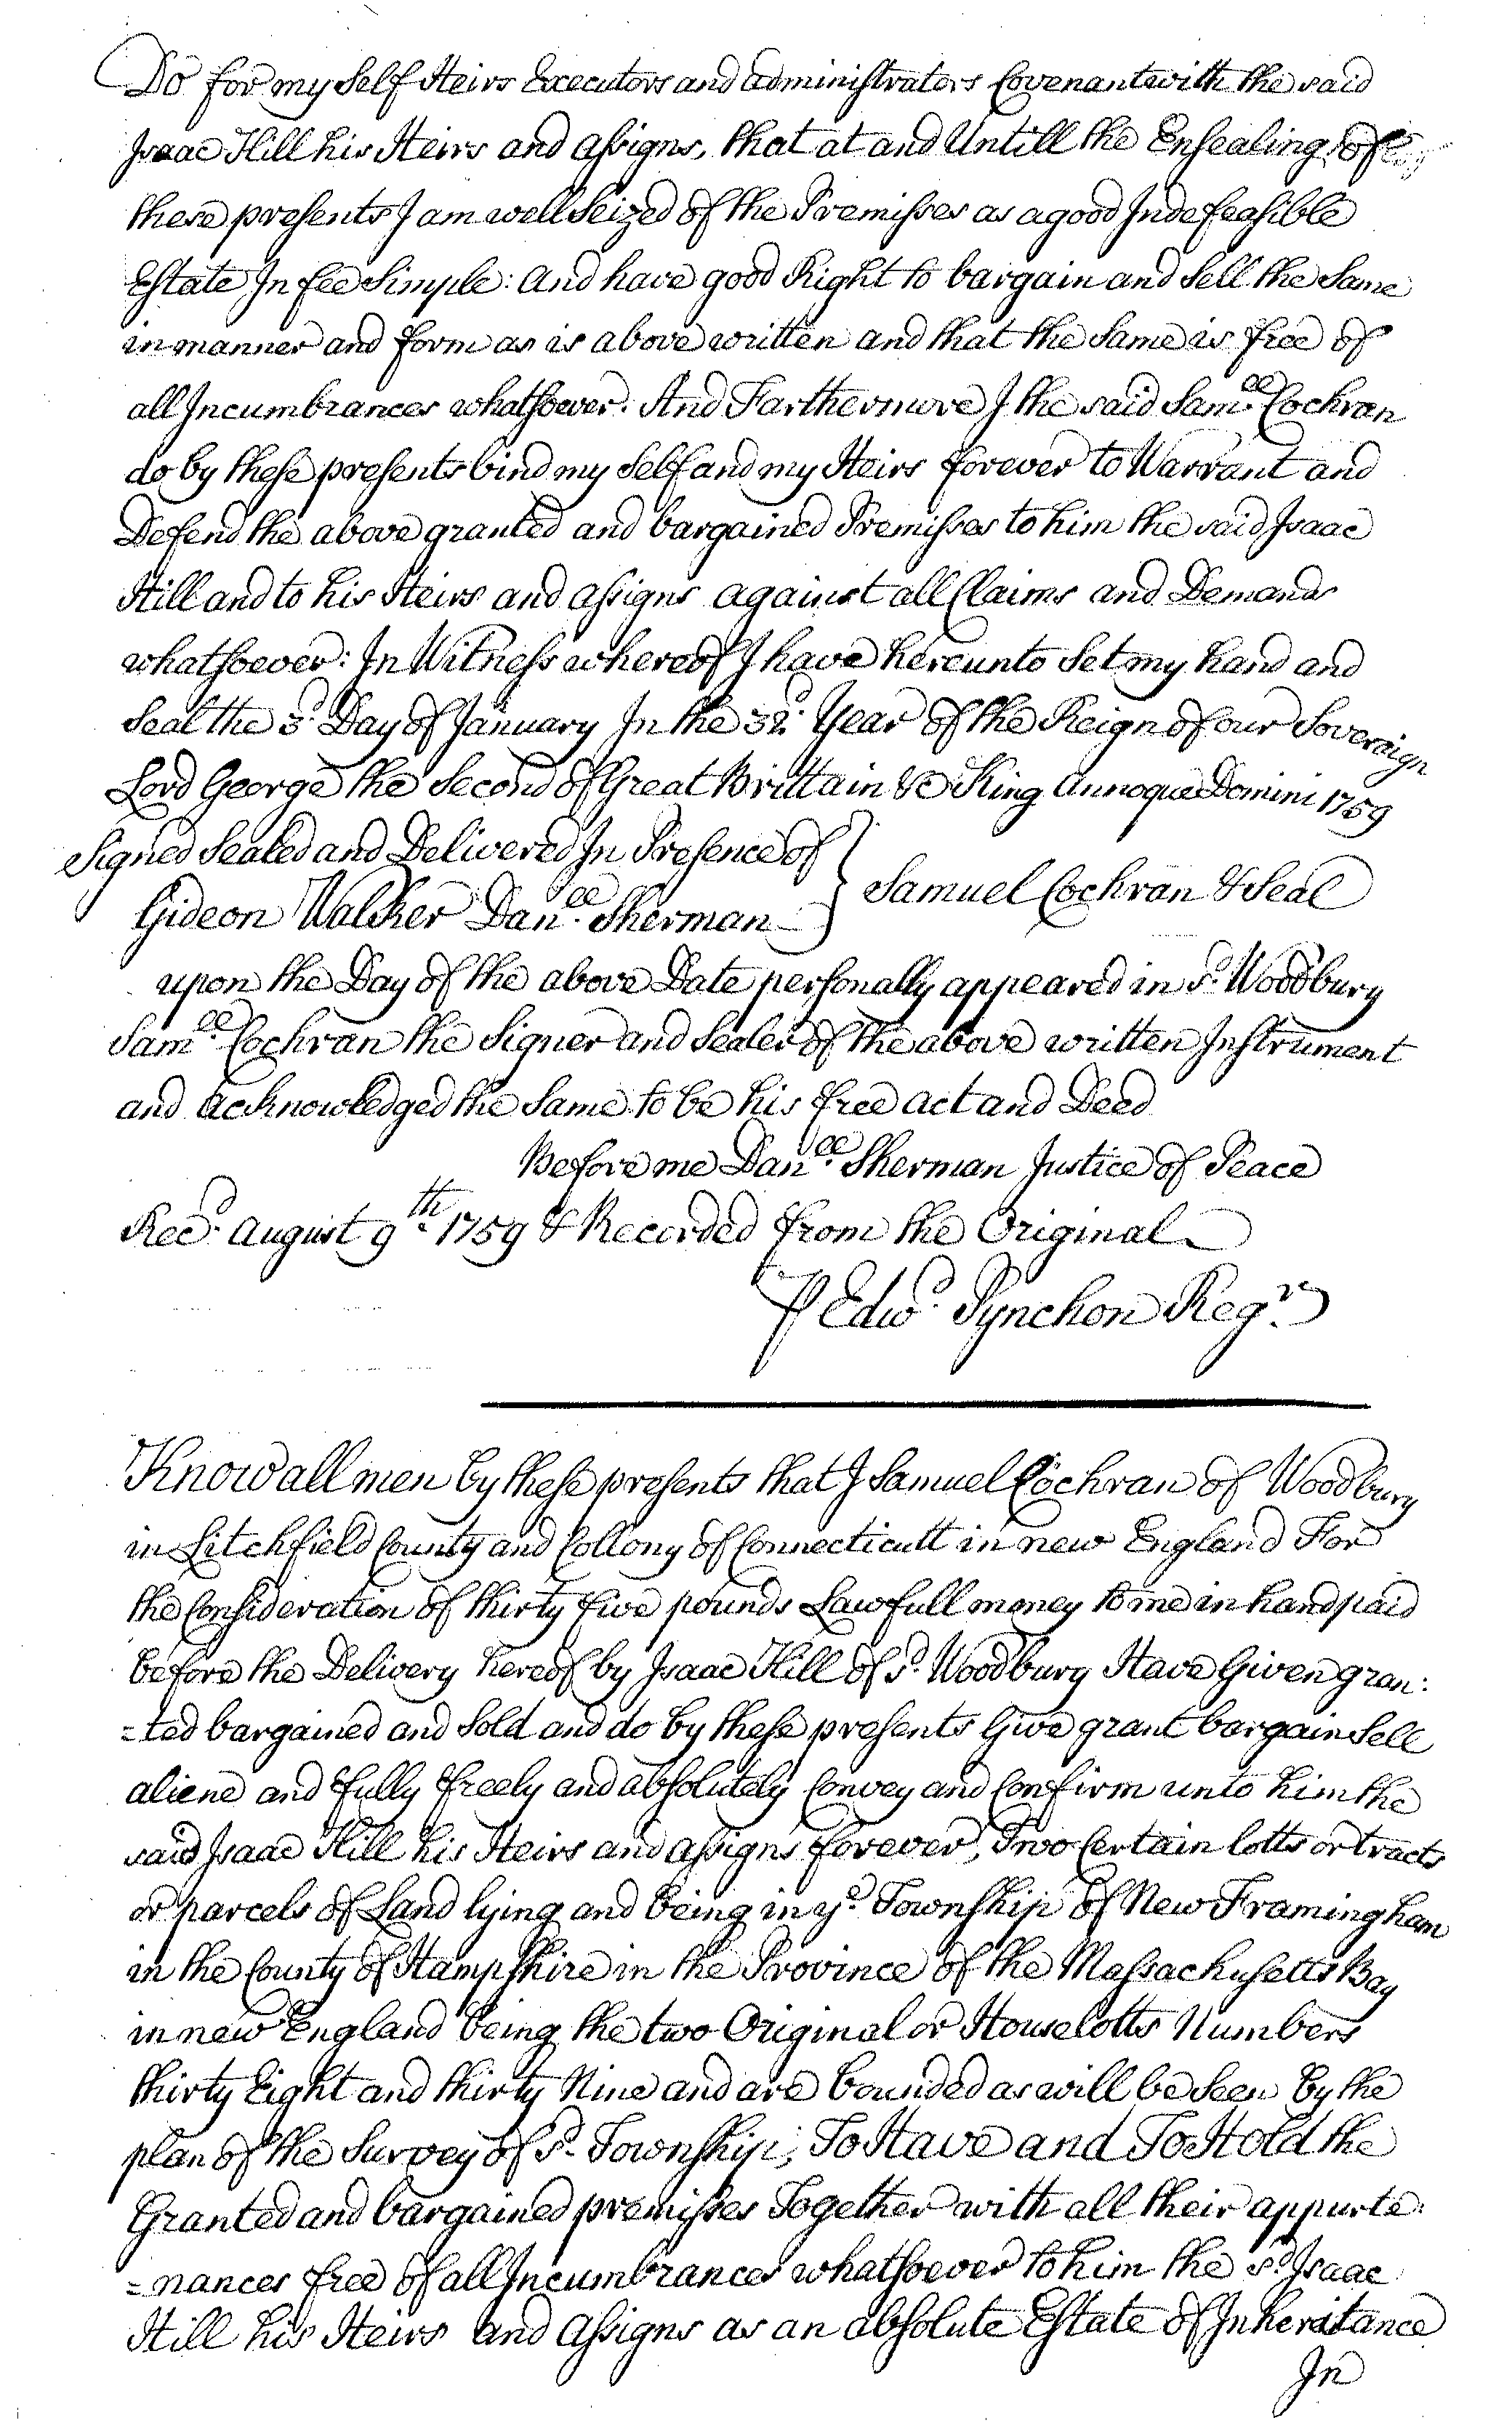 Do for my Self Heirs Executors and administrators Covenant with the said
Isaac Hill his Heirs and assigns, that at and Untill the Ensealing of
these presents I am well Seized of the Premisses as a good Indefeasible
Estate In fee Simple: and have good Right to bargain and Sell the Same
in manner and form as is above written and that the Same is free of
all Incumbrances whatsoever. And Farthermore I the said Samll Cochran
do by these presents bind my Self and my Heirs forever to Warrant and
Defend the above granted and bargained Premisses to him the said Isaac
Hill and to his Heirs and assigns against all Claims and Demands
whatsoever: In Witness whereof I have hereunto Set my hand and
Seal the 3d Day of January In the 32d Year of the Reign of our Sovereign
Lord George the Second of Great Brittain &c King Annoque Domini 1759
Signed Sealed and Delivered In Presence of
Gideon Walker Danll Sherman } Samuel Cochran & Seal
upon the Day of the above Date personally appeared in sd Woodbury
Samll Cochran the Signer and Sealer of the above written Instrument
and acknowledged the Same to be his free act and Deed
Before me Danll Sherman Justice of Peace
Recd August 9th 1759 & Recorded from the Original
P Edwd Pynchon Regr
Know all men by these presents that I Samuel Cochran of Woodbury
in Litchfield County and Collony of Connecticutt in new England For
the Consideration of thirty five pounds Lawfull money to me in hand paid
before the Delivery hereof by Isaac Hill of sd Woodbury Have Given gran:
=ted bargained and Sold and do by these presents Give grant bargain Sell
aliene and fully freely and absolutely Convey and Confirm unto him the
said Isaac Hill his Heirs and assigns forever, Two Certain lotts or tracts
or parcels of Land lying and being in ye Township of New Framingham
in the County of Hampshire in the Province of the Massachusetts Bay
in new England being the two Original or House lotts Numbers
thirty Eight and thirty Nine and are bounded as will be Seen by the
plan of the Survey of sd Township; To Have and To Hold the
Granted and bargained premisses Together with all their appurte:
=nances free of all Incumbrances whatsoever to him the sd Isaac
Hill his Heirs and assigns as an absolute Estate of Inheritance
In